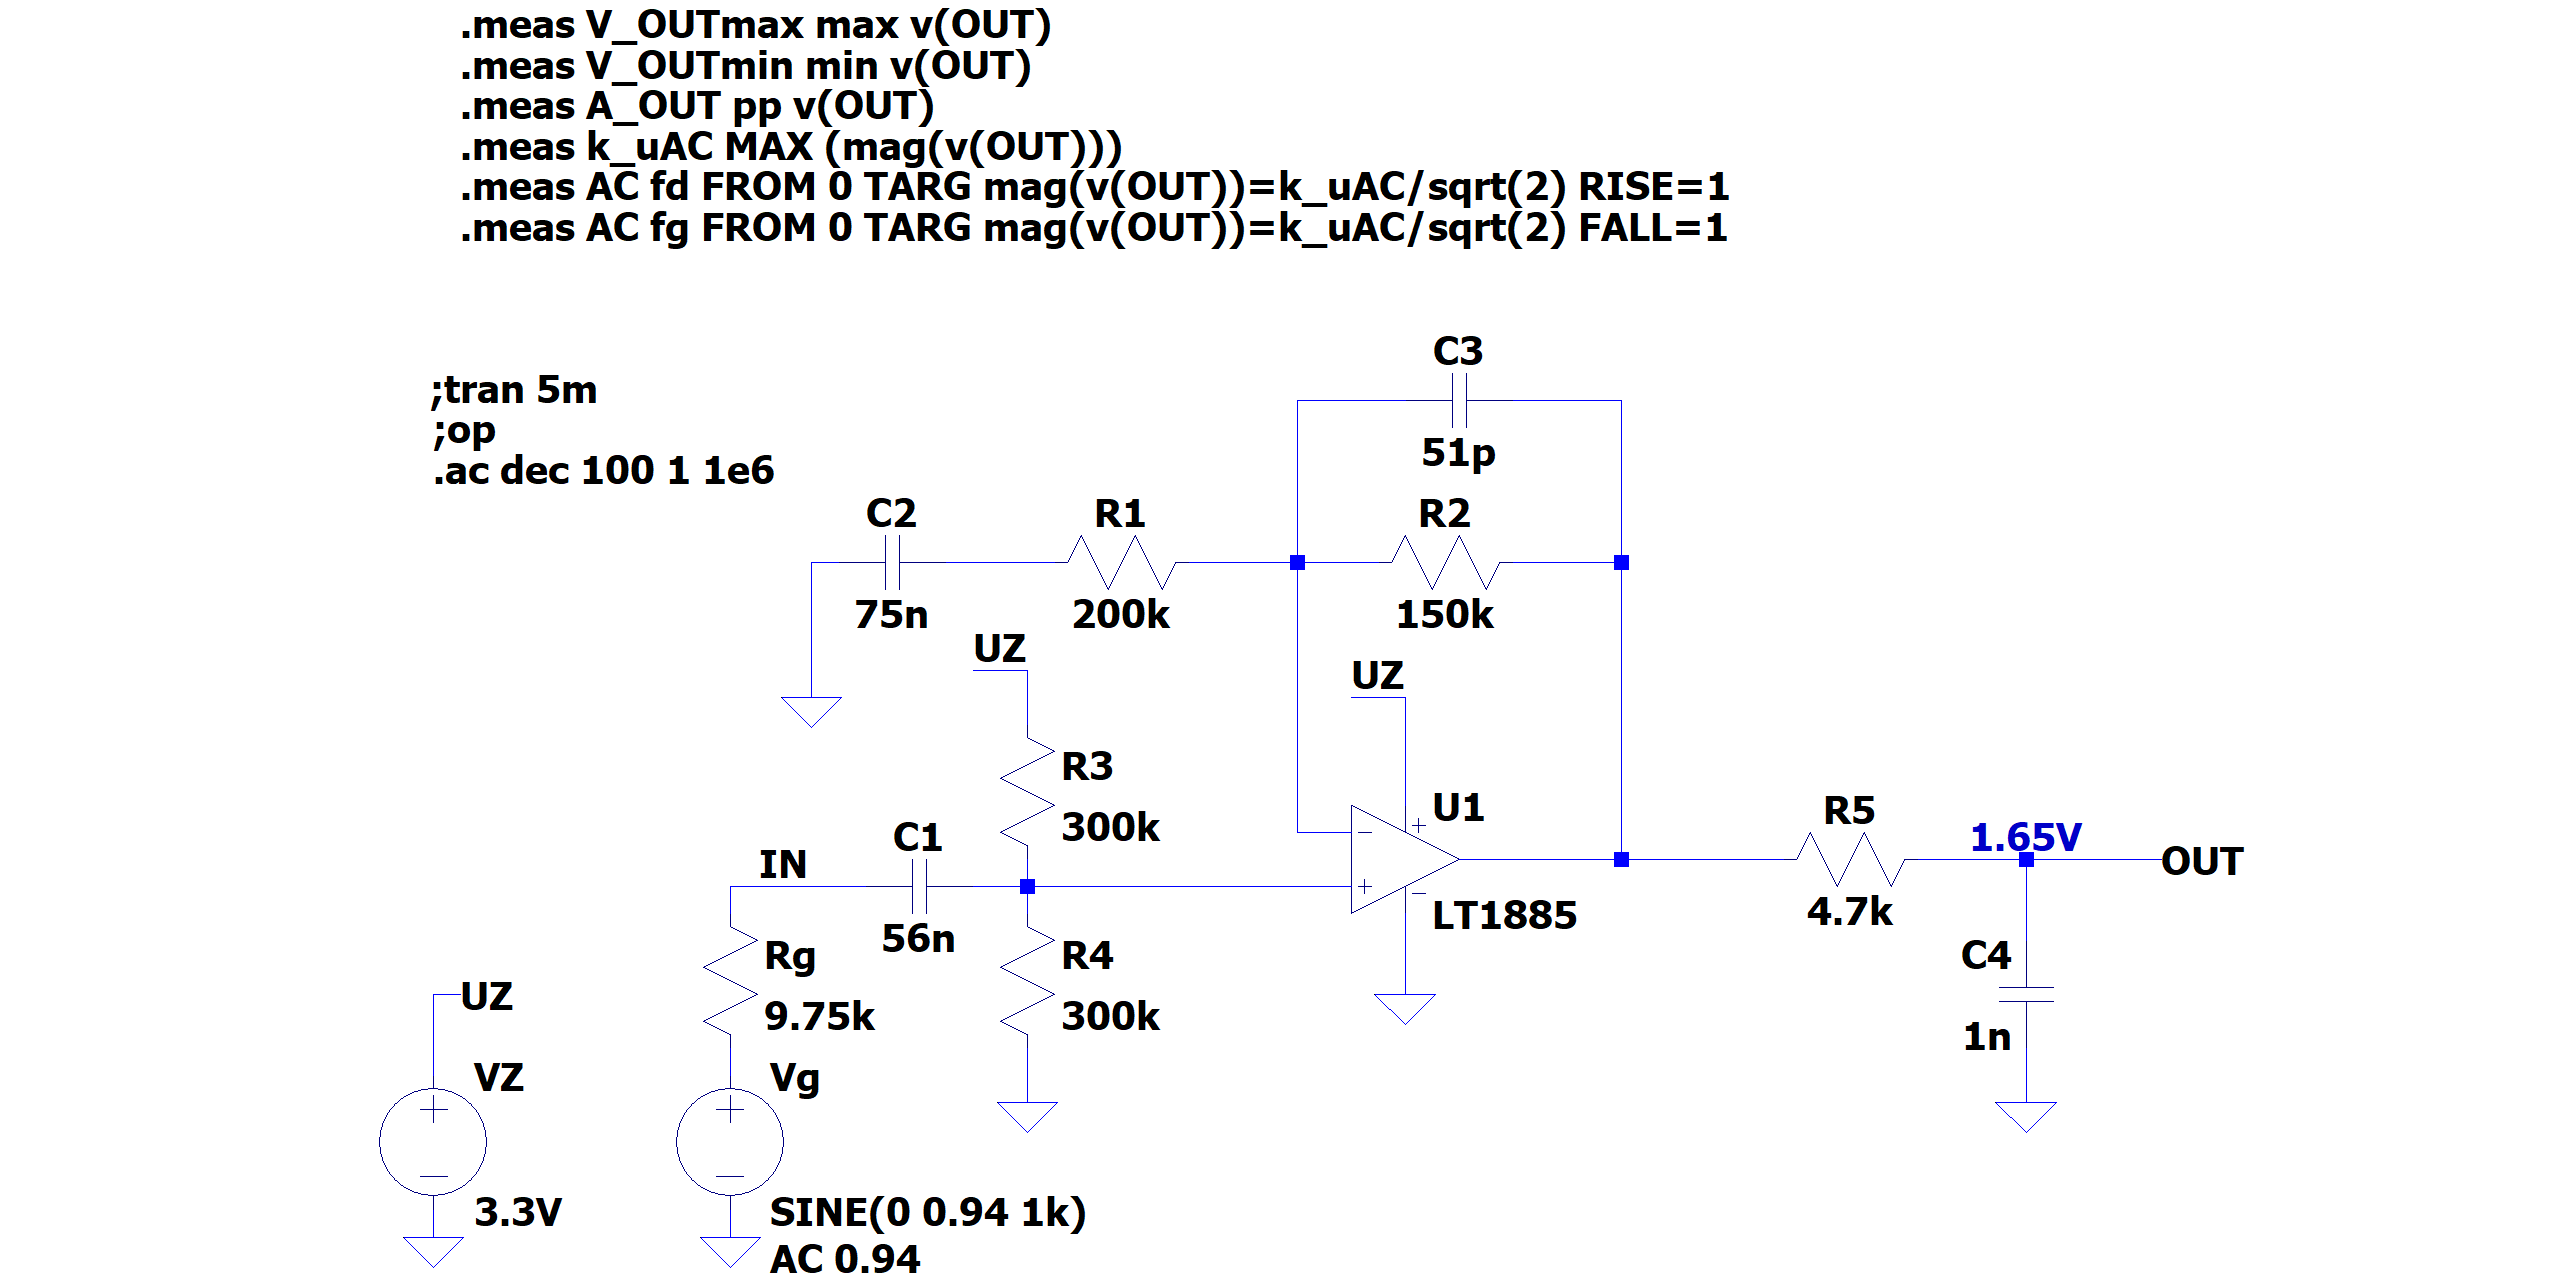 .meas V_OUTmax max v(OUT)
.meas V_OUTmin min v(OUT)
.meas A_OUT pp v(OUT)
.meas k_uAC MAX (mag(v(OUT)))
.meas AC fd FROM 0 TARG mag(v(OUT))=k_uAC/sqrt(2) RISE=1
.meas AC fg FROM 0 TARG mag(v(OUT))=k_uAC/sqrt(2) FALL=1
C3
51p
;tran 5m
;op
.ac dec 100 1 1e6
C2
75n
R1
200k
R2
150k
UZ
UZ
R3
300k
C1
56n
IN
U1
LT1885
R5
4.7k
1.65V
OUT
Rg
9.75k
R4
300k
C4
1n
UZ
VZ
3.3V
Vg
SINE(0 0.94 1k)
AC 0.94